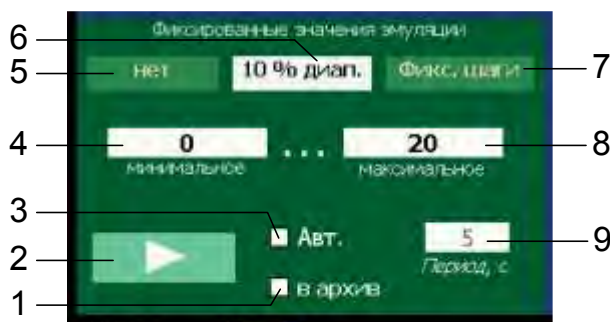 Фиксированные значения эмуляции
6
5 нет 10 % диап. Фикс. шаги 7
4 0 ... 20 8
минимальное максимальное
3 Авт. 5 9
2 Период, с
1 в архив